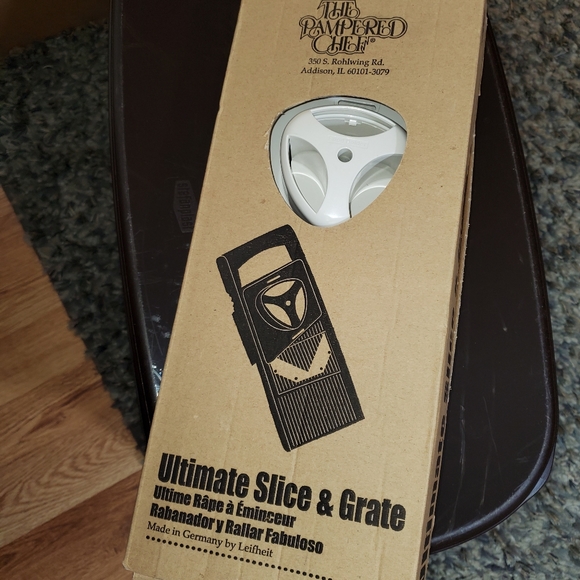 THE
PAMPERED
CHEF®
350 S. Rohlwing Rd.
Addison, IL 60101-3079
Ultimate Slice & Grate
Ultime Râpe à Éminceur
Rabanador y Rallar Fabuloso
Made in Germany by Leifheit